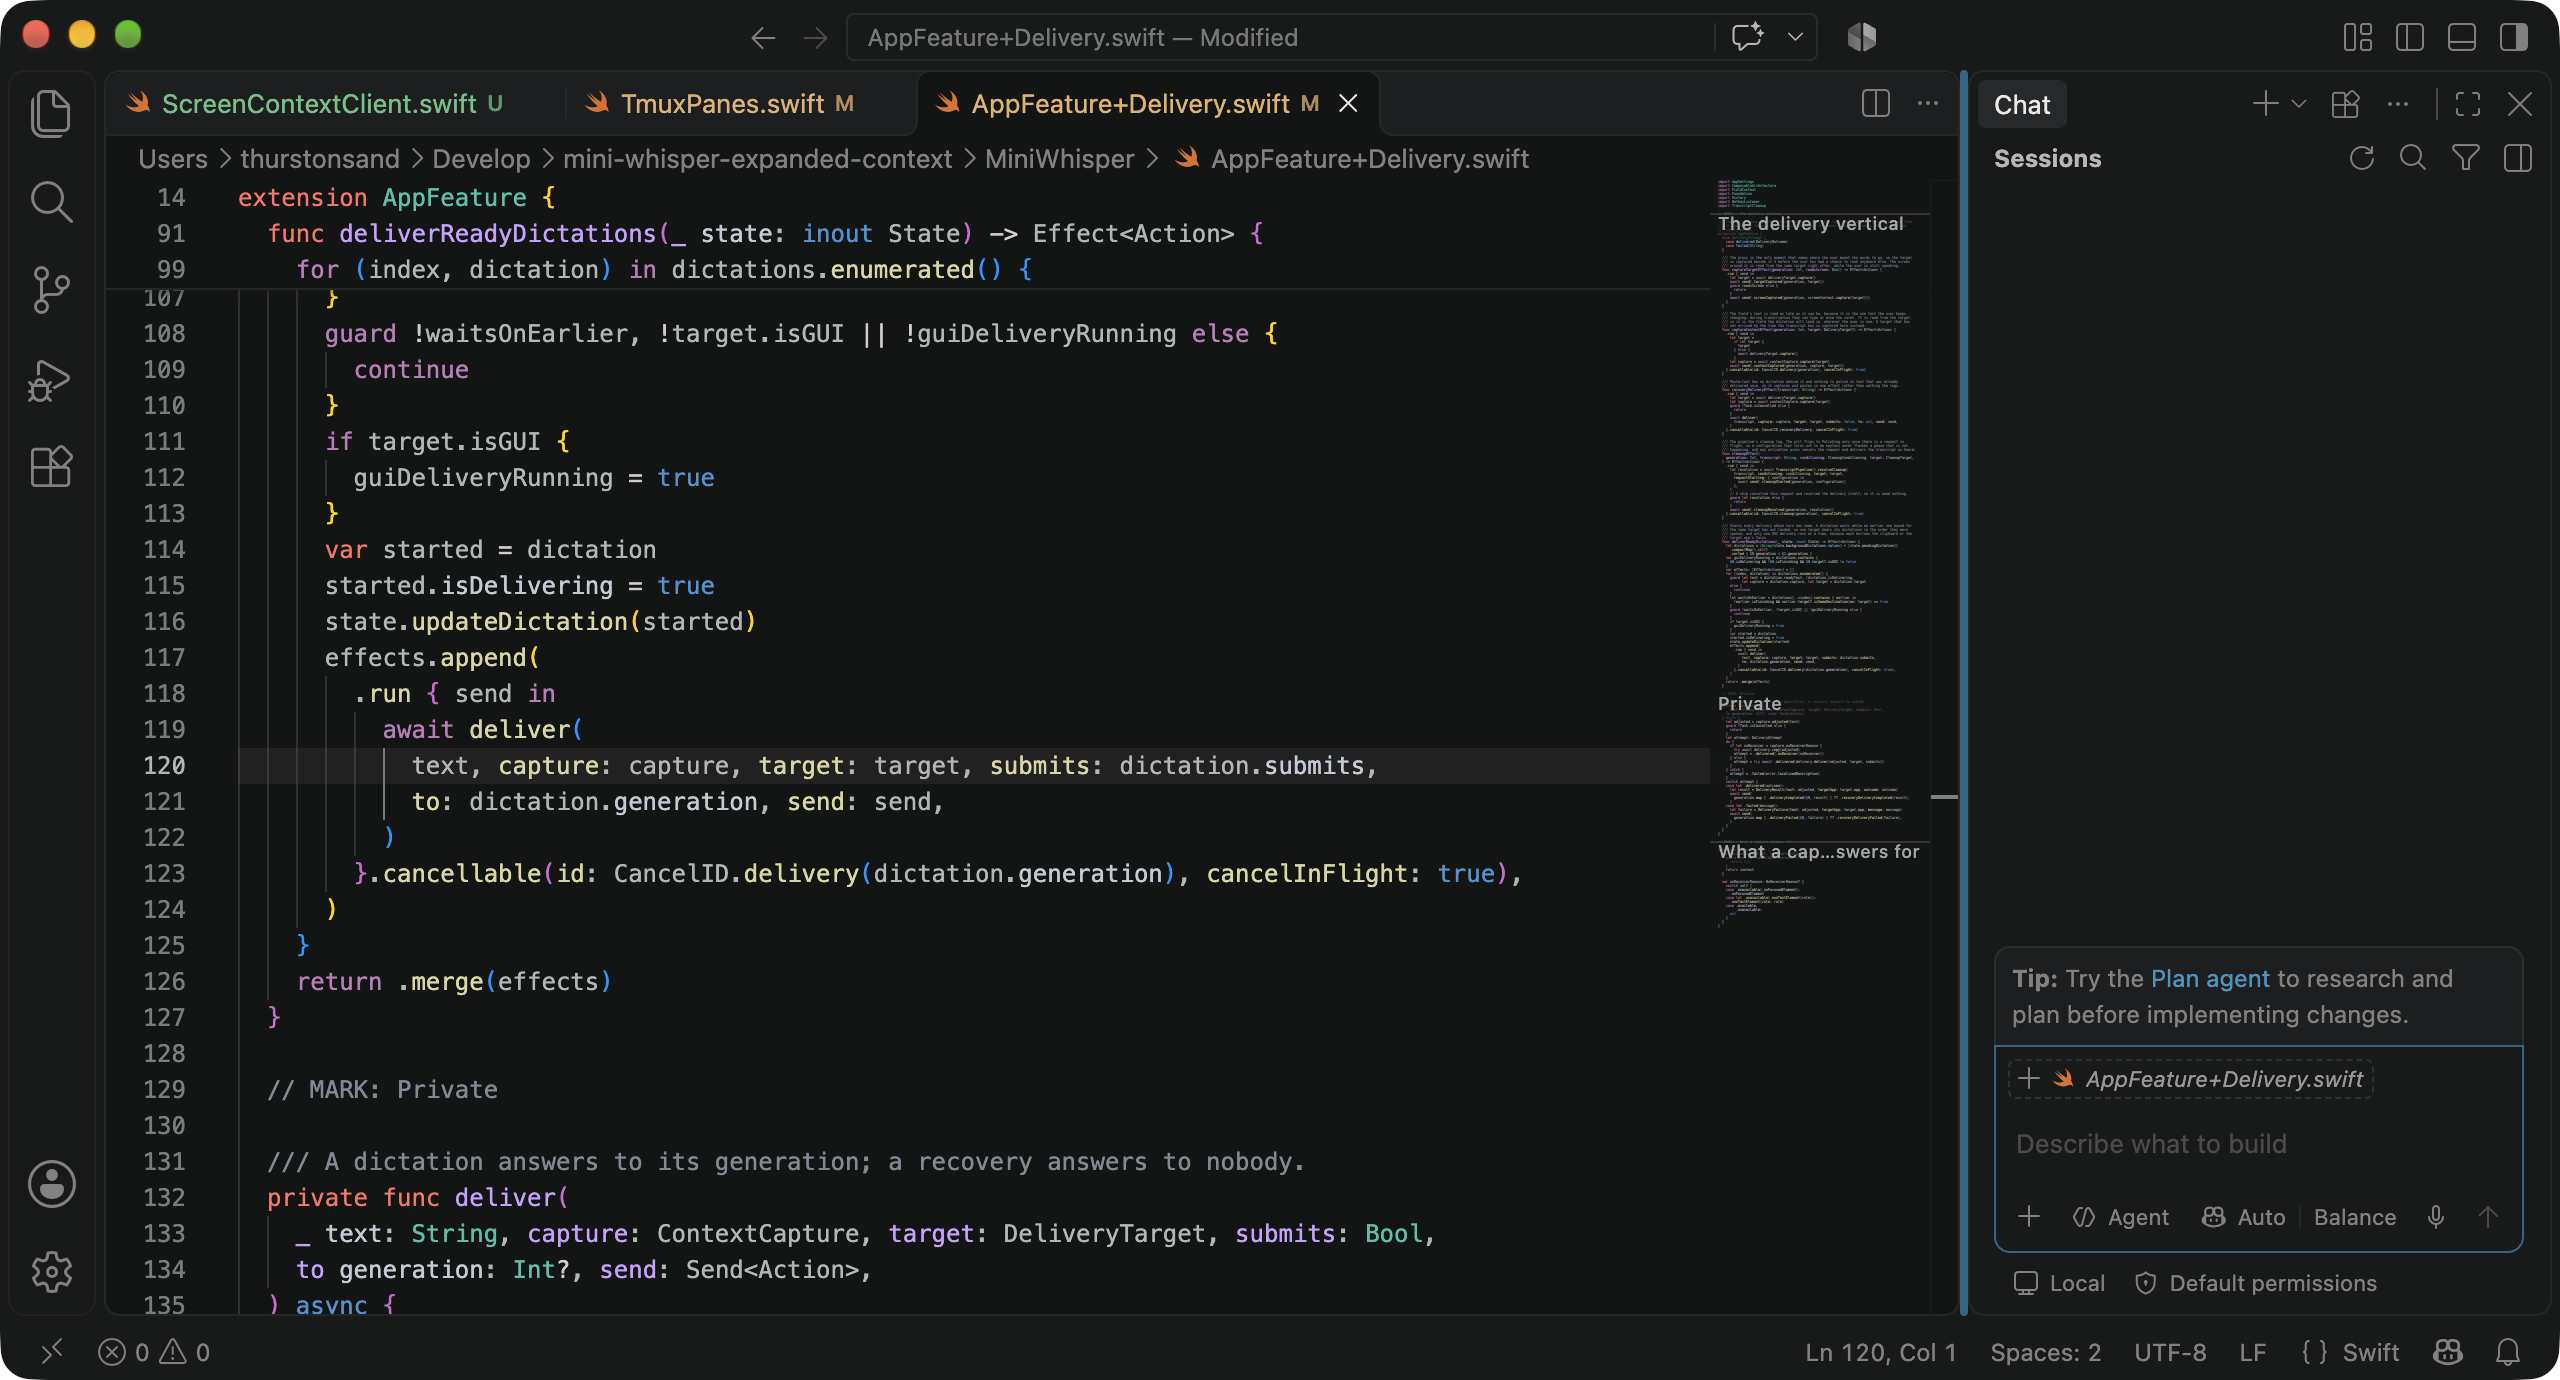 AppFeature+Delivery.swift — Modified
ScreenContextClient.swift U
TmuxPanes.swift M
AppFeature+Delivery.swift M
Users > thurstonsand > Develop > mini-whisper-expanded-context > MiniWhisper > AppFeature+Delivery.swift
14 extension AppFeature {
91   func deliverReadyDictations(_ state: inout State) -> Effect<Action> {
99     for (index, dictation) in dictations.enumerated() {
107       }
108       guard !waitsOnEarlier, !target.isGUI || !guiDeliveryRunning else {
109         continue
110       }
111       if target.isGUI {
112         guiDeliveryRunning = true
113       }
114       var started = dictation
115       started.isDelivering = true
116       state.updateDictation(started)
117       effects.append(
118         .run { send in
119           await deliver(
120             text, capture: capture, target: target, submits: dictation.submits,
121             to: dictation.generation, send: send,
122           )
123         }.cancellable(id: CancelID.delivery(dictation.generation), cancelInFlight: true),
124       )
125     }
126     return .merge(effects)
127   }
128
129   // MARK: Private
130
131   /// A dictation answers to its generation; a recovery answers to nobody.
132   private func deliver(
133     _ text: String, capture: ContextCapture, target: DeliveryTarget, submits: Bool,
134     to generation: Int?, send: Send<Action>,
135   ) async {
The delivery vertical
Private
What a cap...swers for
Chat
Sessions
Tip: Try the Plan agent to research and
plan before implementing changes.
AppFeature+Delivery.swift
Describe what to build
Agent Auto Balance
Local Default permissions
0 0
Ln 120, Col 1 Spaces: 2 UTF-8 LF {} Swift